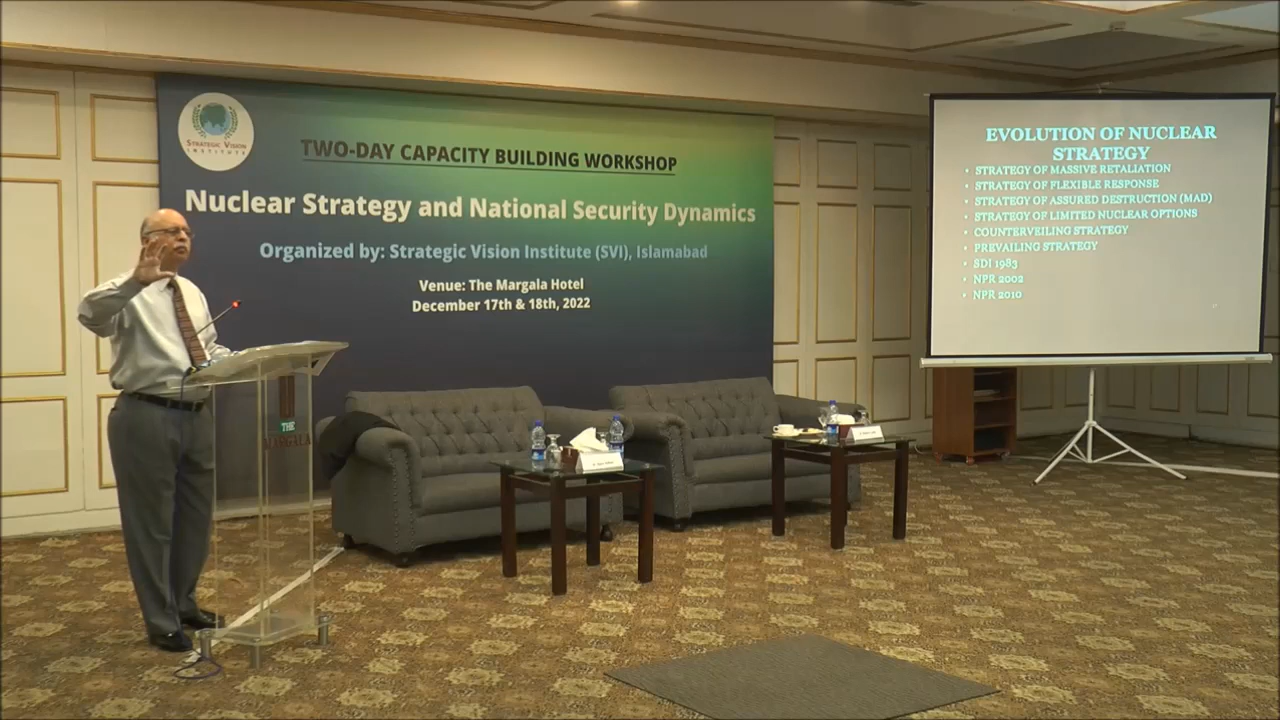 STRATEGIC VISION
INSTITUTE
TWO-DAY CAPACITY BUILDING WORKSHOP
Nuclear Strategy and National Security Dynamics
Organized by: Strategic Vision Institute (SVI), Islamabad
Venue: The Margala Hotel
December 17th & 18th, 2022
EVOLUTION OF NUCLEAR
STRATEGY
• STRATEGY OF MASSIVE RETALIATION
• STRATEGY OF FLEXIBLE RESPONSE
• STRATEGY OF ASSURED DESTRUCTION (MAD)
• STRATEGY OF LIMITED NUCLEAR OPTIONS
• COUNTERVEILING STRATEGY
• PREVAILING STRATEGY
• SDI 1983
• NPR 2002
• NPR 2010
THE
MARGALA